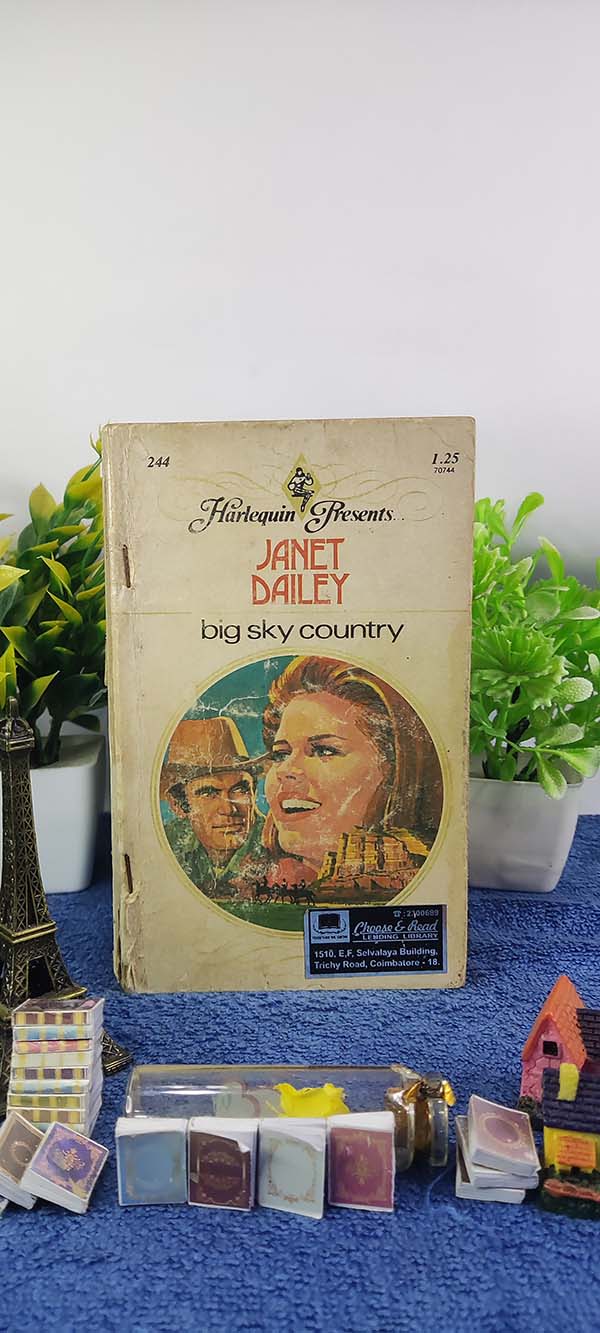 244
1.25
70744
Harlequin Presents...
JANET
DAILEY
big sky country
☎: 2300689
Choose & Read
LENDING LIBRARY
1510, E,F, Selvalaya Building,
Trichy Road, Coimbatore - 18.